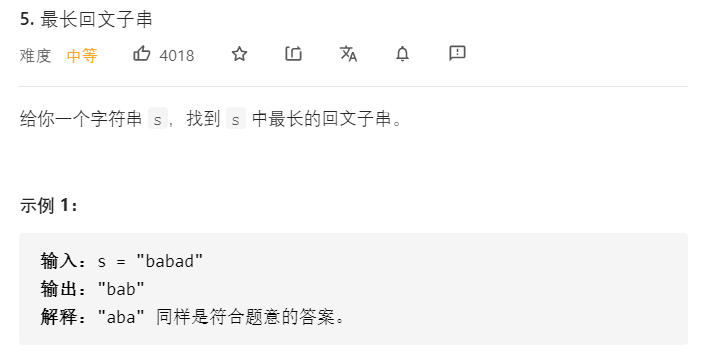 5. 最长回文子串
难度 中等 4018
给你一个字符串 s，找到 s 中最长的回文子串。
示例 1：
输入：s = "babad"
输出："bab"
解释："aba" 同样是符合题意的答案。